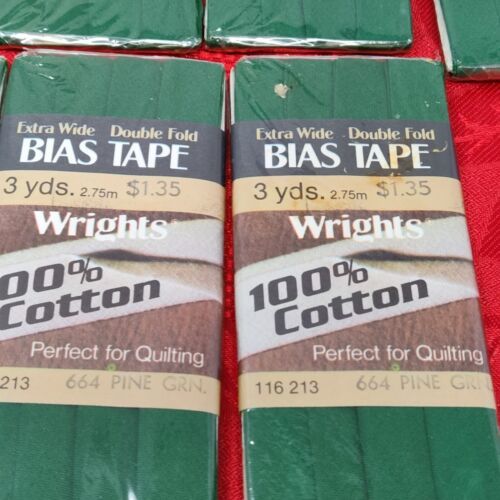 Extra Wide Double Fold
BIAS TAPE
3 yds. 2.75m $1.35
Wrights
00%
Cotton
Perfect for Quilting
213 664 PINE GRN.
Extra Wide Double Fold
BIAS TAPE
3 yds. 2.75m $1.35
Wrights
100%
Cotton
Perfect for Quilting
116 213 664 PINE GRN.